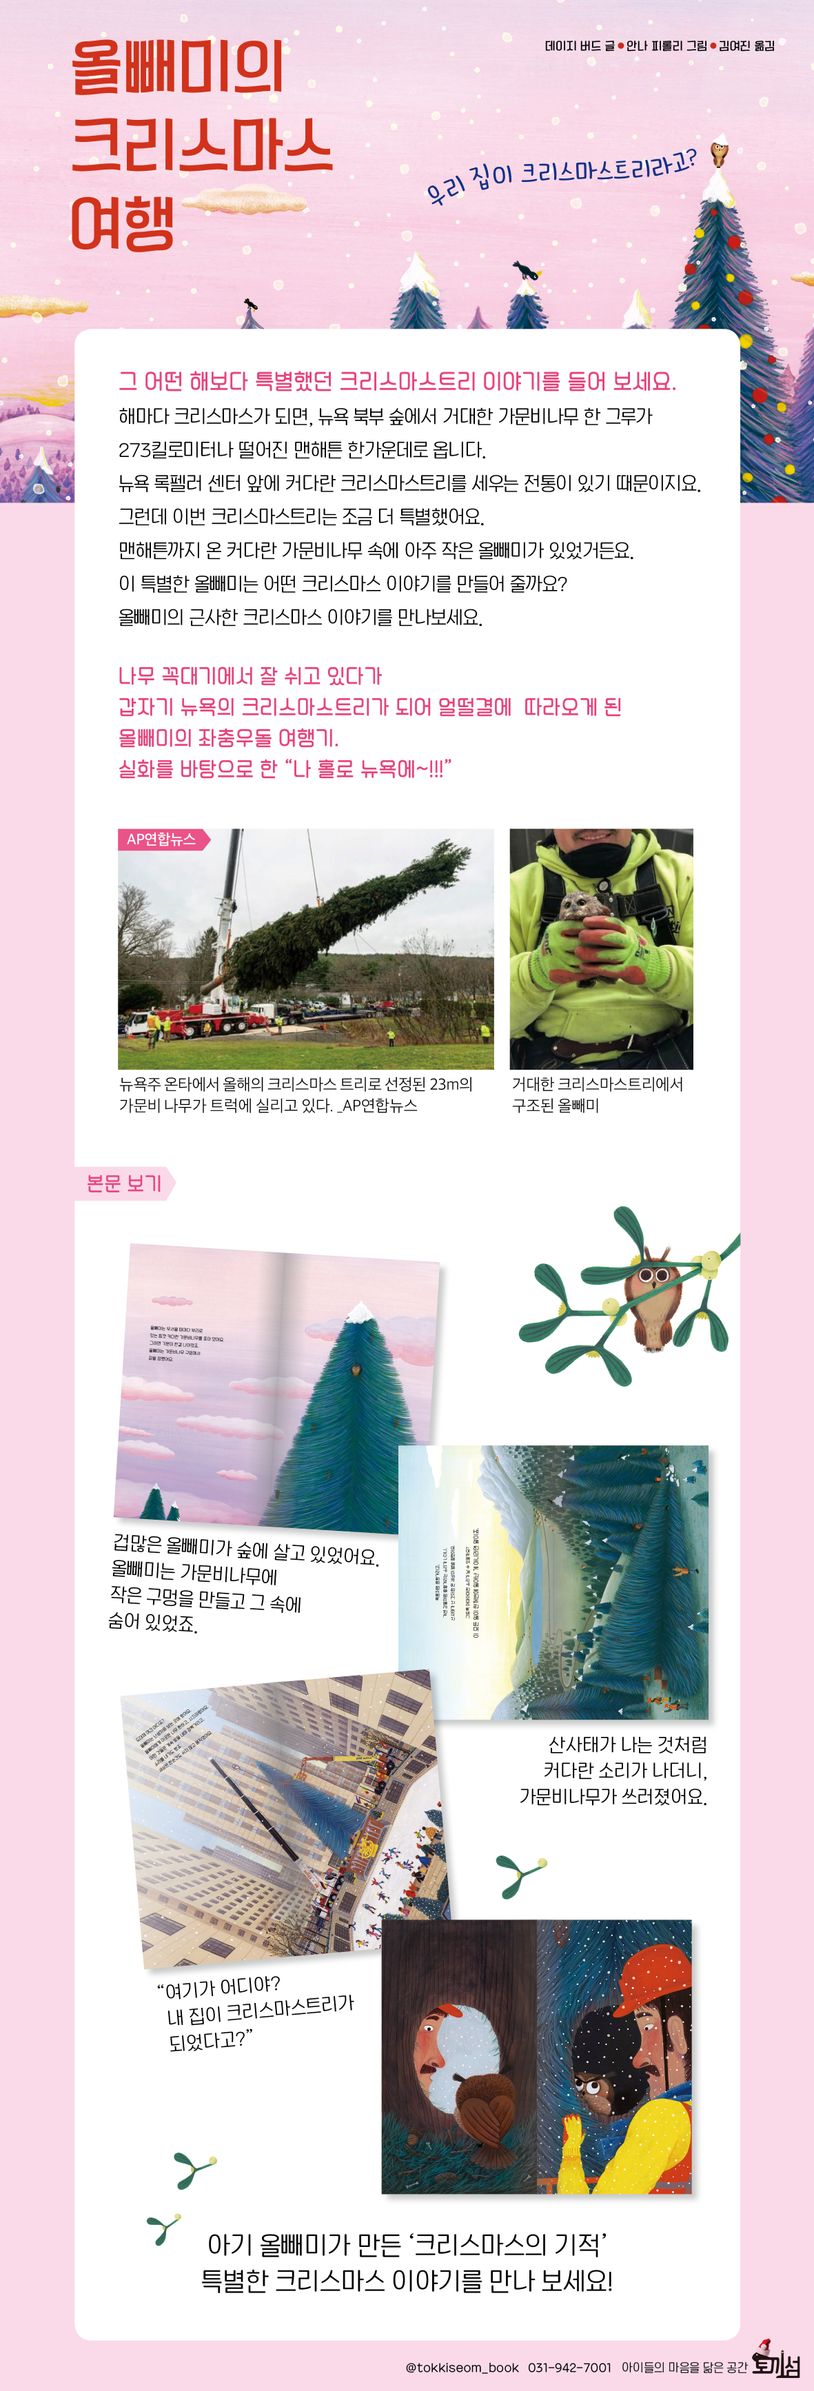 올빼미의
크리스마스
여행
데이지 버드 글 ● 안나 피롤리 그림 ● 김여진 옮김
우리 집이 크리스마스트리라고?
그 어떤 해보다 특별했던 크리스마스트리 이야기를 들어 보세요.
해마다 크리스마스가 되면, 뉴욕 북부 숲에서 거대한 가문비나무 한 그루가
273킬로미터나 떨어진 맨해튼 한가운데로 옵니다.
뉴욕 록펠러 센터 앞에 커다란 크리스마스트리를 세우는 전통이 있기 때문이지요.
그런데 이번 크리스마스트리는 조금 더 특별했어요.
맨해튼까지 온 커다란 가문비나무 속에 아주 작은 올빼미가 있었거든요.
이 특별한 올빼미는 어떤 크리스마스 이야기를 만들어 줄까요?
올빼미의 근사한 크리스마스 이야기를 만나보세요.
나무 꼭대기에서 잘 쉬고 있다가
갑자기 뉴욕의 크리스마스트리가 되어 얼떨결에 따라오게 된
올빼미의 좌충우돌 여행기.
실화를 바탕으로 한 “나 홀로 뉴욕에~!!!”
AP연합뉴스
뉴욕주 온타에서 올해의 크리스마스 트리로 선정된 23m의
가문비 나무가 트럭에 실리고 있다. _AP연합뉴스
거대한 크리스마스트리에서
구조된 올빼미
본문 보기
겁많은 올빼미가 숲에 살고 있었어요.
올빼미는 가문비나무에
작은 구멍을 만들고 그 속에
숨어 있었죠.
산사태가 나는 것처럼
커다란 소리가 나더니,
가문비나무가 쓰러졌어요.
“여기가 어디야?
내 집이 크리스마스트리가
되었다고?”
아기 올빼미가 만든 ‘크리스마스의 기적’
특별한 크리스마스 이야기를 만나 보세요!
@tokkiseom_book 031-942-7001 아이들의 마음을 닮은 공간 토끼섬